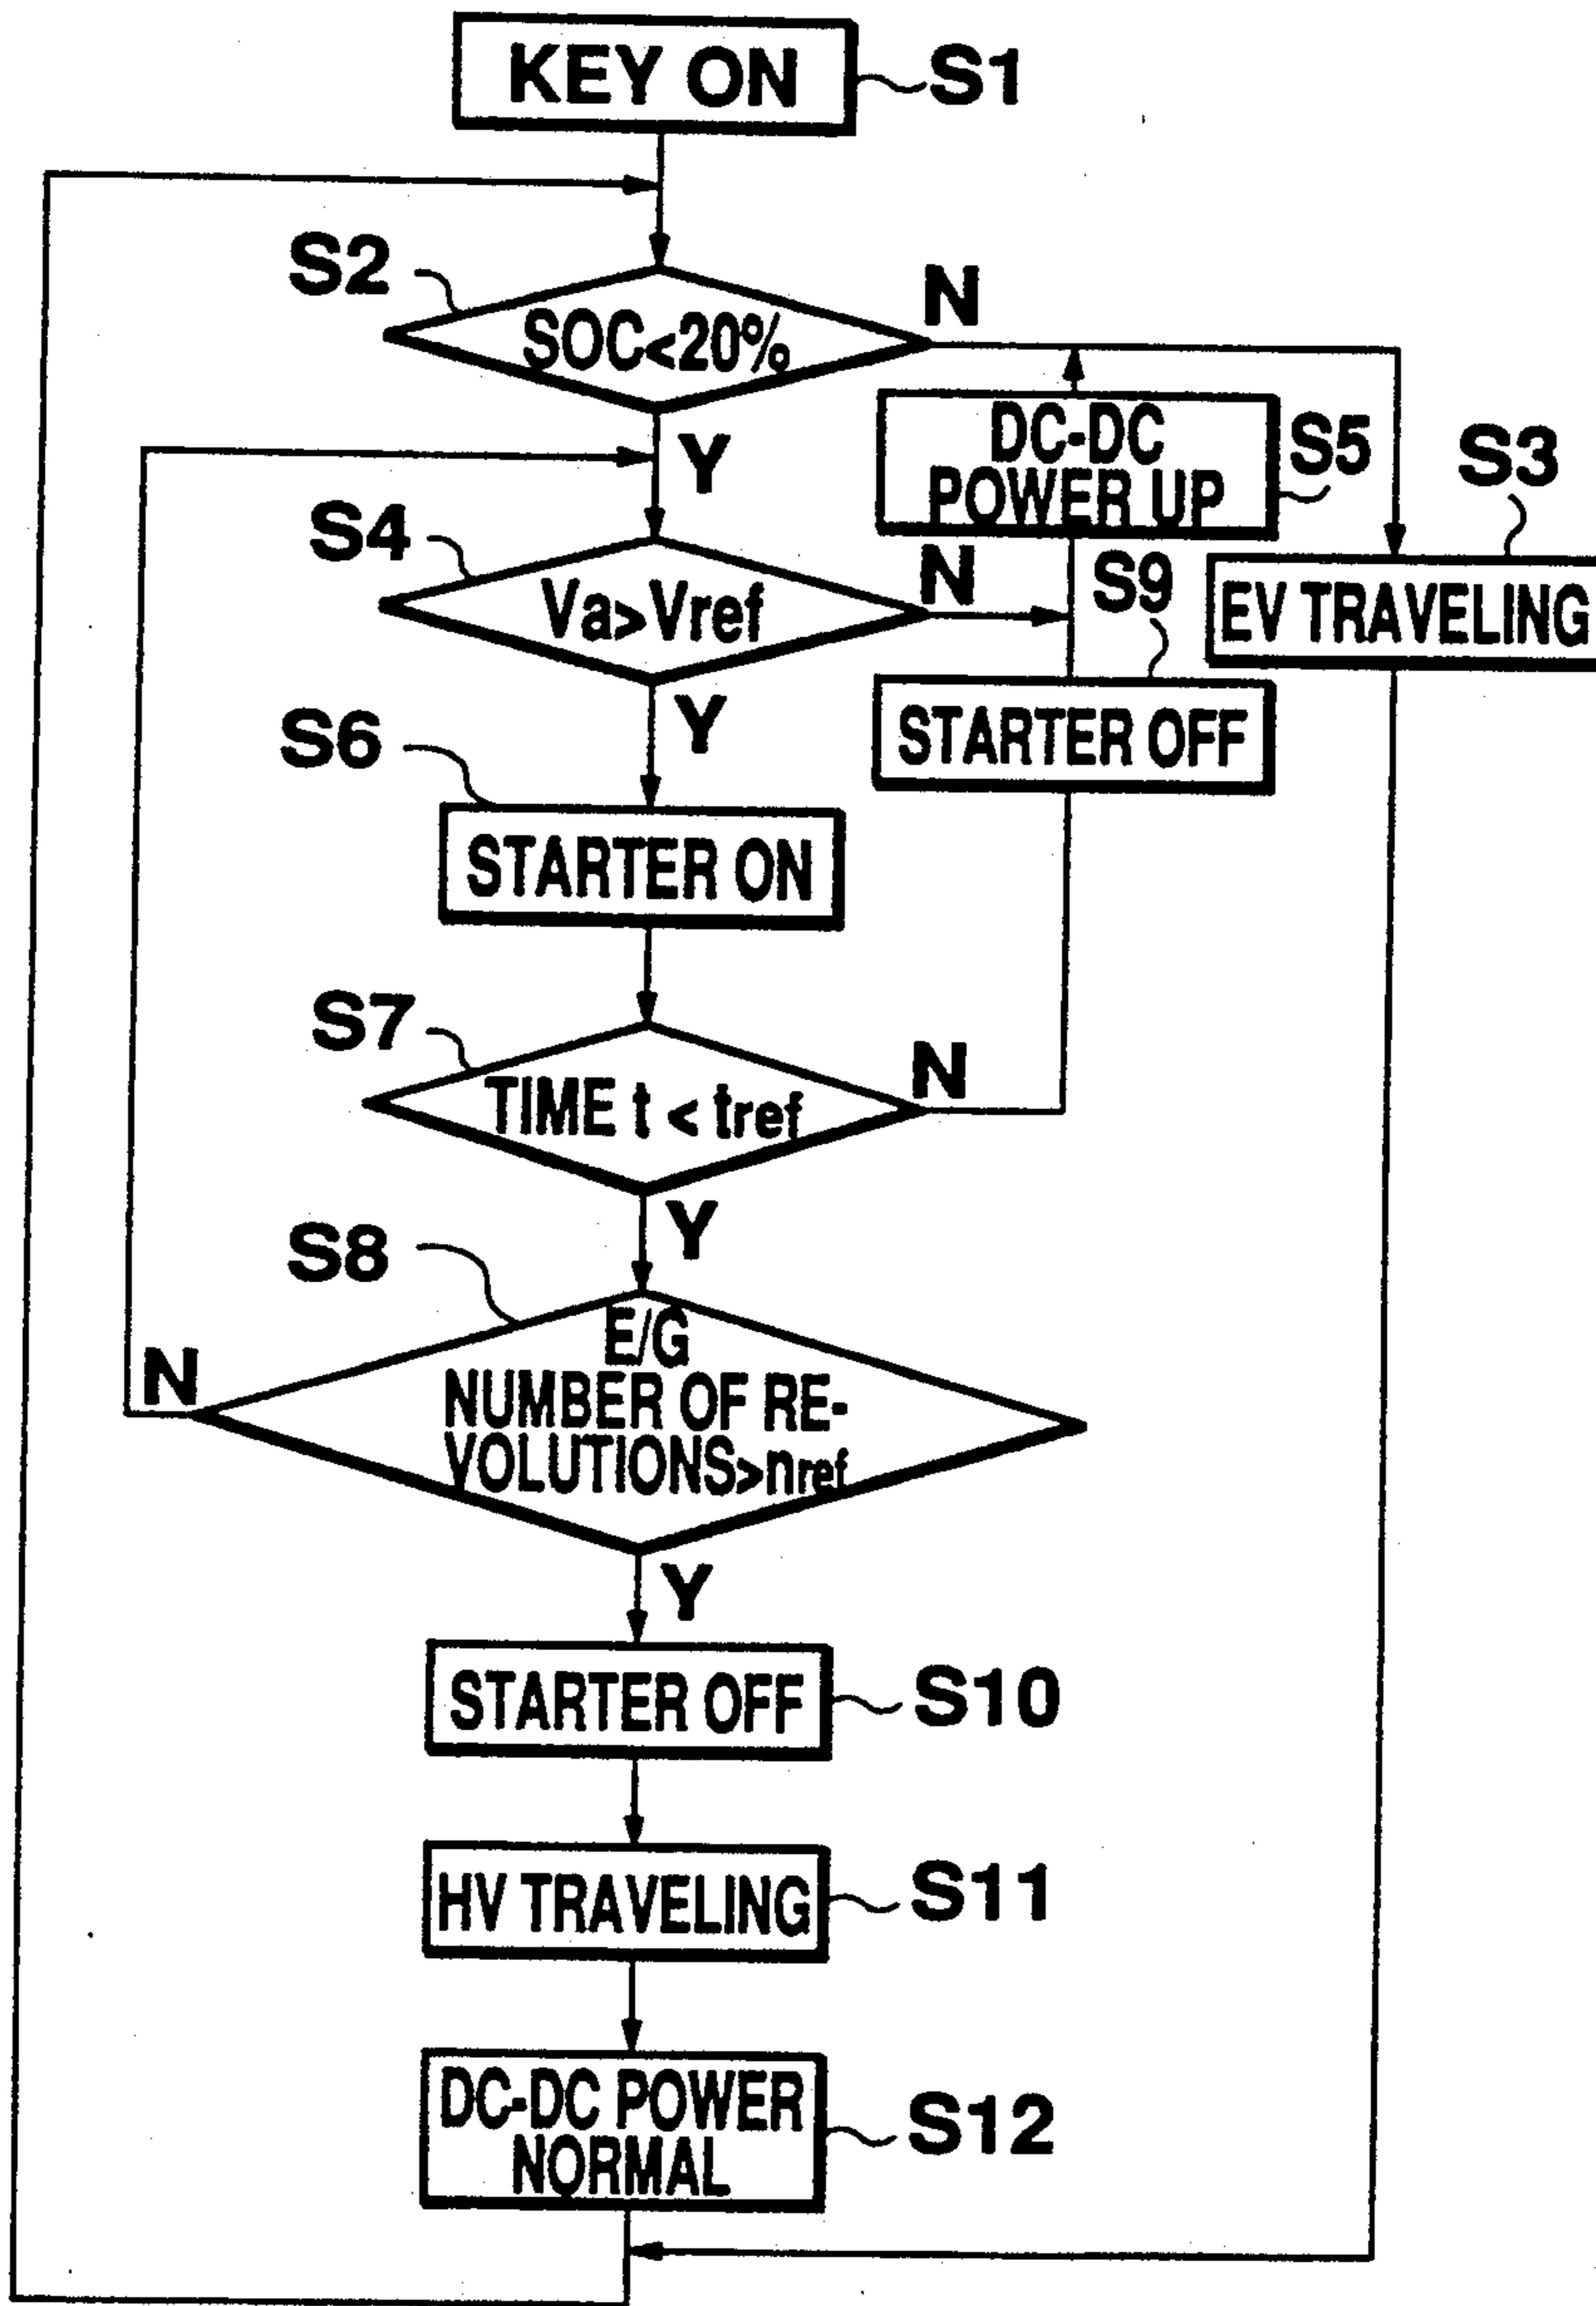 KEY ON
S1
S2
SOC<20%
N
Y
DC-DC
POWER UP
S5
S3
EV TRAVELING
S4
Va>Vref
N
S9
STARTER OFF
Y
S6
STARTER ON
S7
TIME t < tref
N
Y
S8
E/G
NUMBER OF RE-
VOLUTIONS>nref
N
Y
STARTER OFF
S10
HV TRAVELING
S11
DC-DC POWER
NORMAL
S12